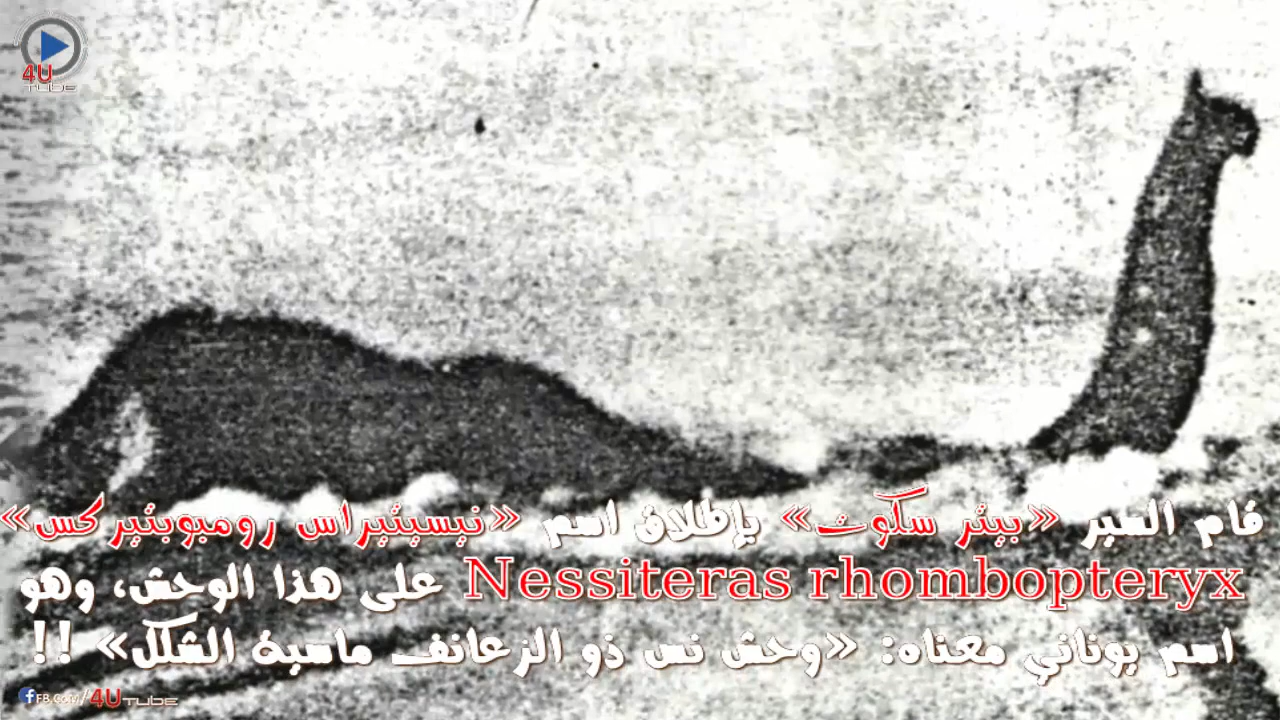 4U
TUBE
قام السير «بيتر سكوت» بإطلاق اسم «نيسيتيراس رومبوبتيركس»
Nessiteras rhombopteryx على هذا الوحش، وهو
اسم يوناني معناه: «وحش نس ذو الزعانف ماسية الشكل» !!
FB.COM/4UTUBE